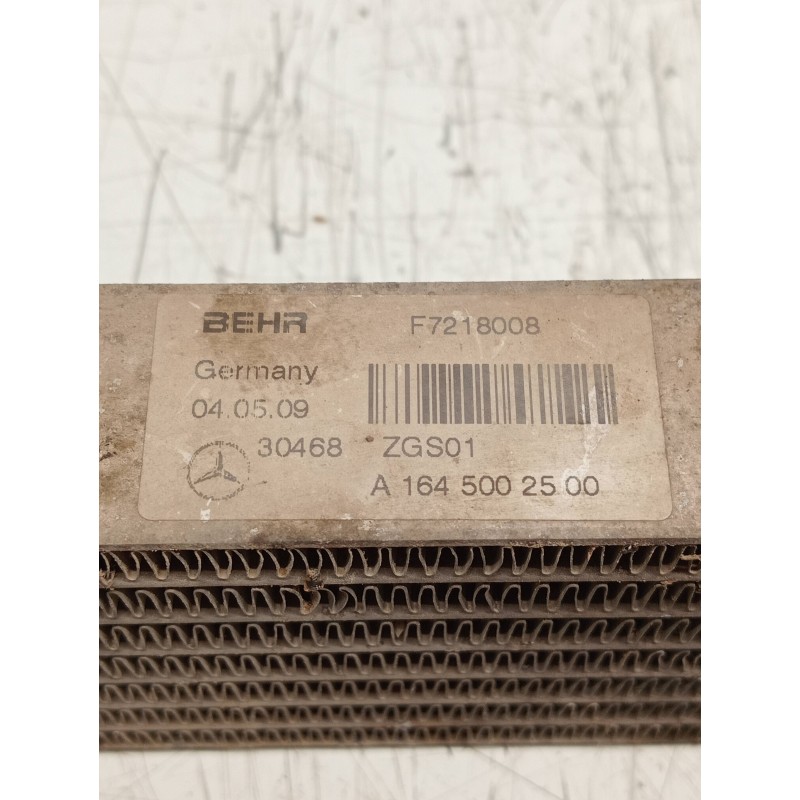 BEHR F7218008
Germany
04.05.09
30468 ZGS01
A 164 500 25 00